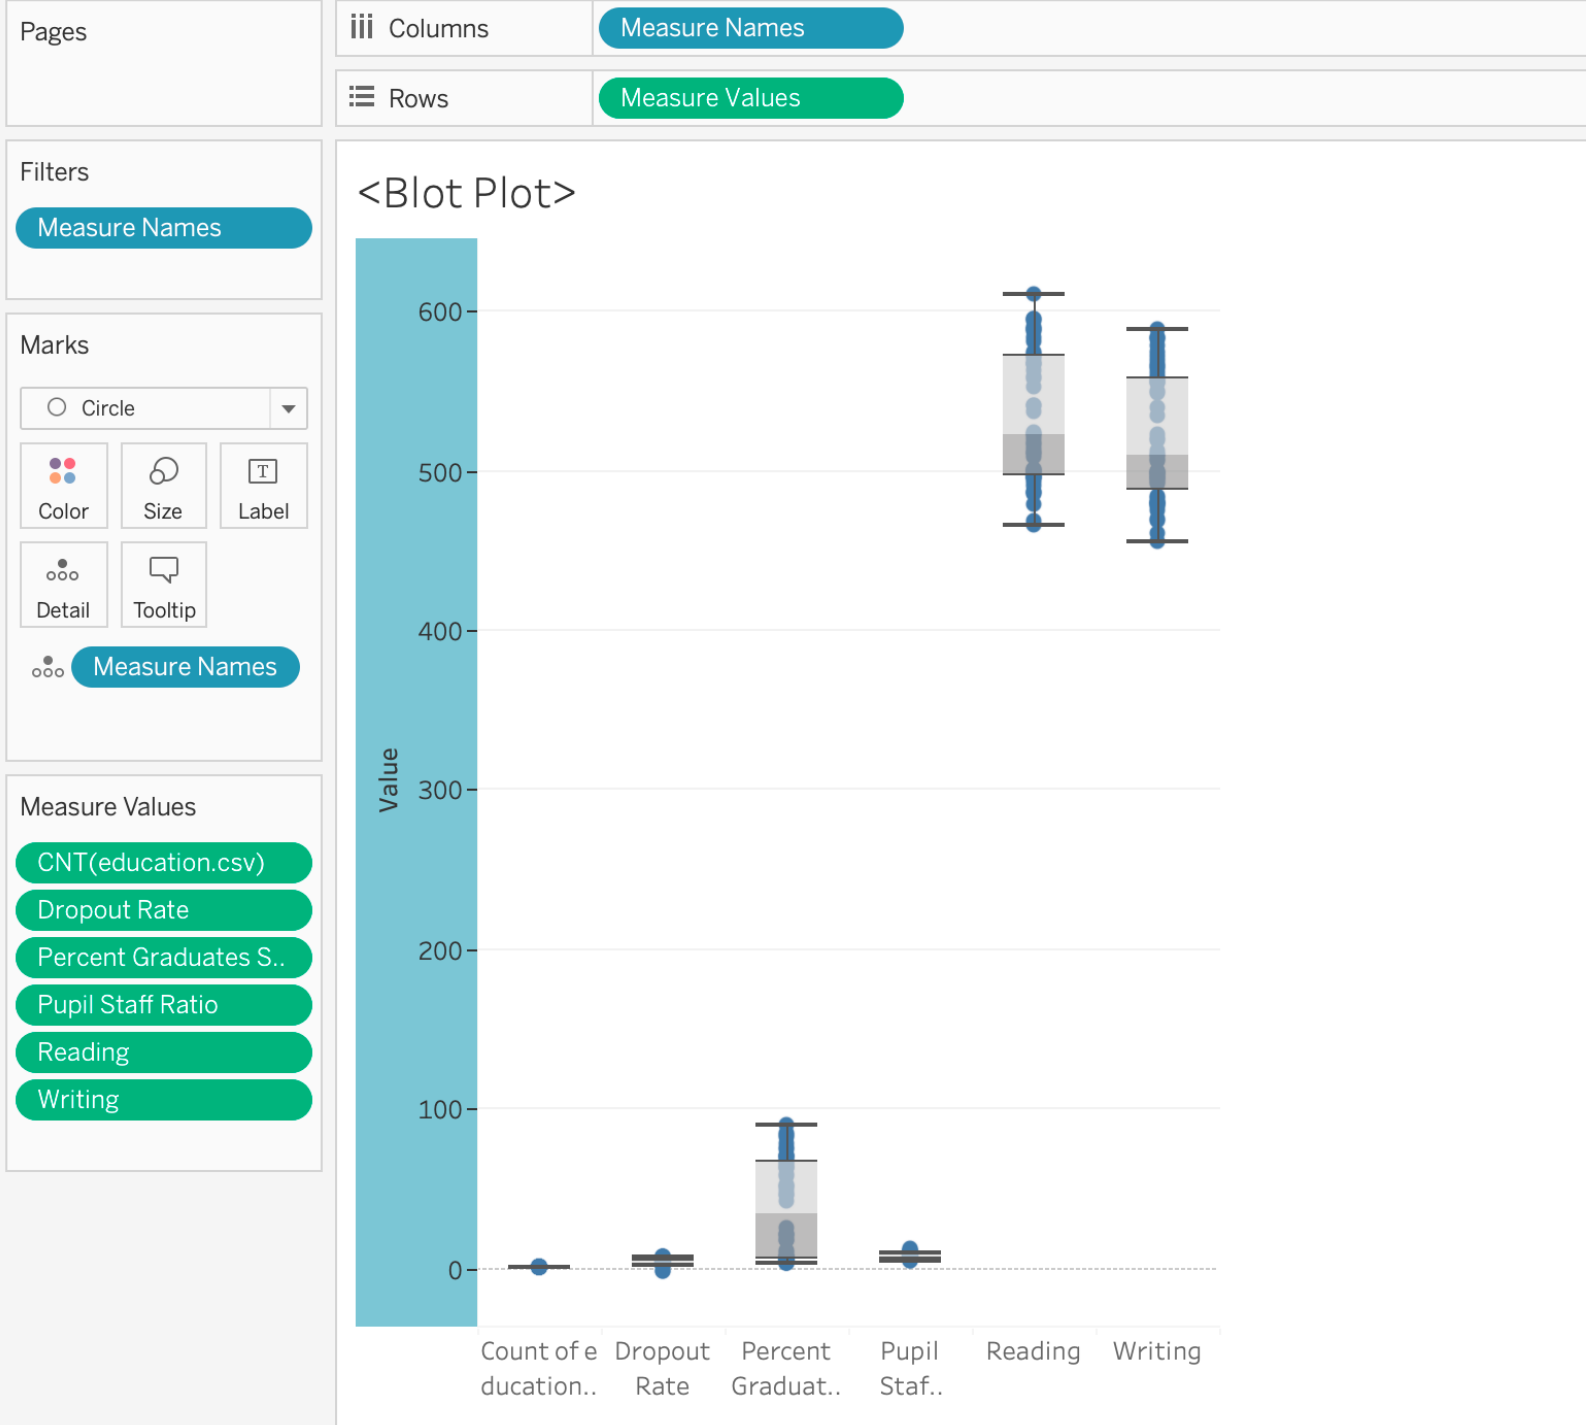 Pages
Columns
Measure Names
Rows
Measure Values
Filters
Measure Names
Marks
Circle
Color
Size
T
Label
Detail
Tooltip
Measure Names
Measure Values
CNT(education.csv)
Dropout Rate
Percent Graduates S..
Pupil Staff Ratio
Reading
Writing
<Blot Plot>
Value
600
500
400
300
200
100
0
Count of e
ducation..
Dropout
Rate
Percent
Graduat..
Pupil
Staf..
Reading
Writing